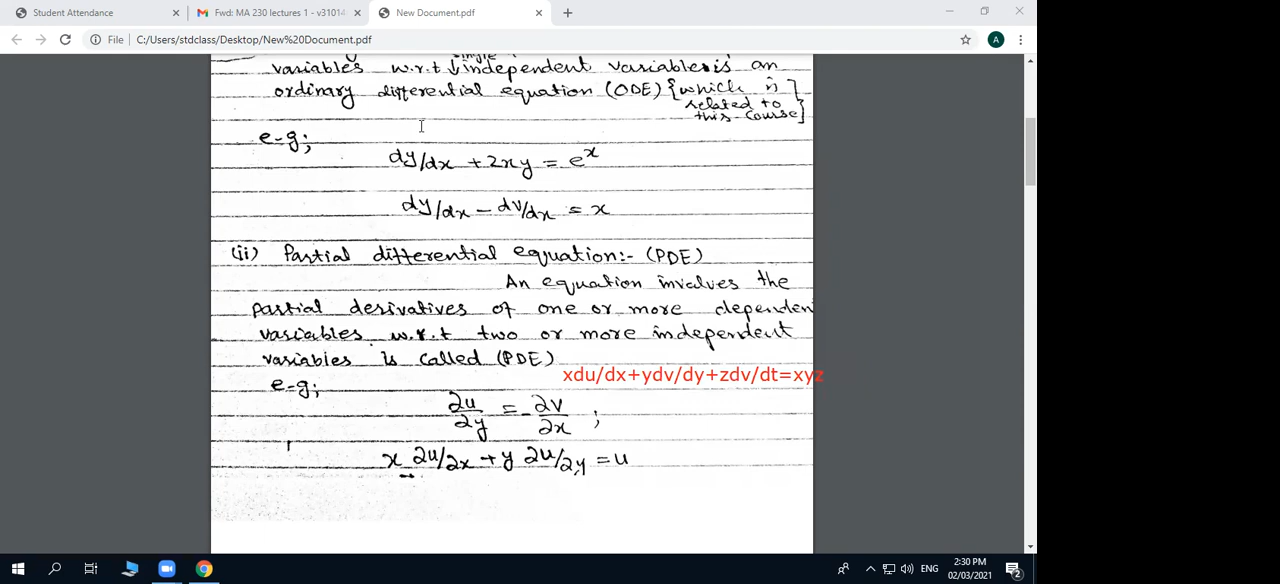 Student Attendance
Fwd: MA 230 lectures 1 - v31014
New Document.pdf
File
C:/Users/stdclass/Desktop/New%20Document.pdf
A
single
variables w.r.t ↓independent variables is an
ordinary differential equation (ODE) {which is
related to
this course}
e-g;
dy/dx + 2xy = e^x
dy/dx - dv/dx = x
(ii) Partial differential equation:- (PDE)
An equation involves the
partial derivatives of one or more dependen
variables w.r.t two or more independent
variables is called (PDE)
xdu/dx+ydv/dy+zdv/dt=xyz
e-g;
∂u/∂y = -∂v/∂x ;
x ∂u/∂x + y ∂u/∂y = u
ENG
2:30 PM
02/03/2021
2